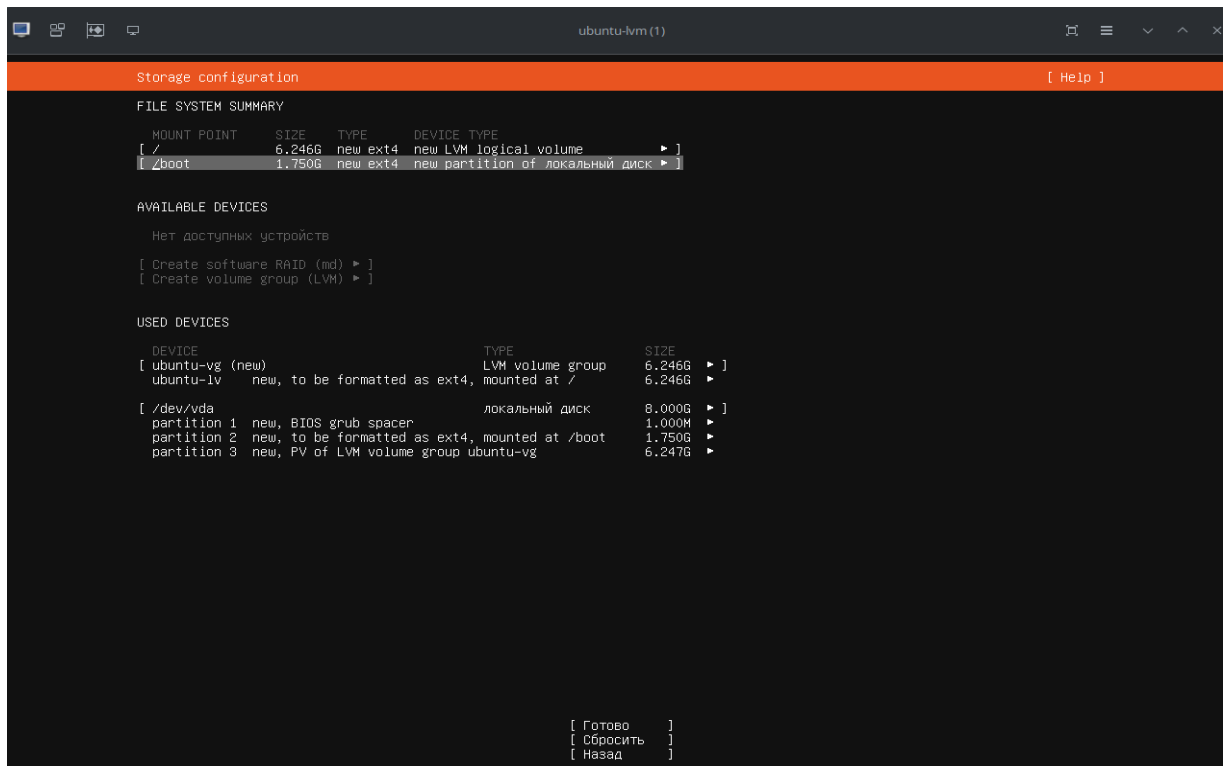 ubuntu-lvm (1)
Storage configuration [ Help ]
FILE SYSTEM SUMMARY
MOUNT POINT SIZE TYPE DEVICE TYPE
[ / 6.246G new ext4 new LVM logical volume ▸ ]
[ /boot 1.750G new ext4 new partition of локальный диск ▸ ]
AVAILABLE DEVICES
Нет доступных устройств
[ Create software RAID (md) ▸ ]
[ Create volume group (LVM) ▸ ]
USED DEVICES
DEVICE TYPE SIZE
[ ubuntu-vg (new) LVM volume group 6.246G ▸ ]
ubuntu-lv new, to be formatted as ext4, mounted at / 6.246G ▸
[ /dev/vda локальный диск 8.000G ▸ ]
partition 1 new, BIOS grub spacer 1.000M ▸
partition 2 new, to be formatted as ext4, mounted at /boot 1.750G ▸
partition 3 new, PV of LVM volume group ubuntu-vg 6.247G ▸
[ Готово ]
[ Сбросить ]
[ Назад ]